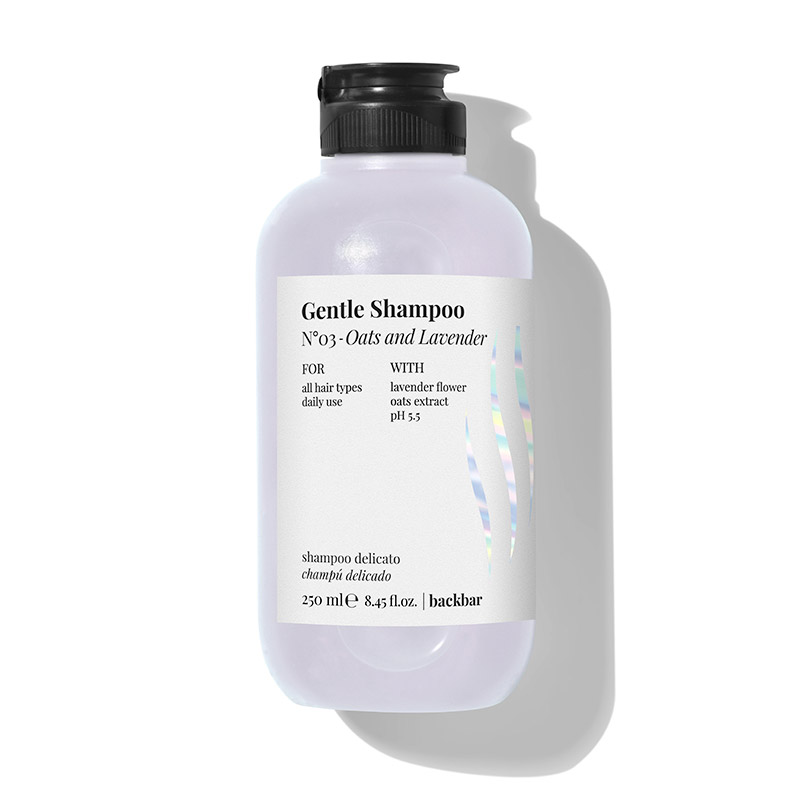 Gentle Shampoo
N°03 - Oats and Lavender
FOR
all hair types
daily use
WITH
lavender flower
oats extract
pH 5.5
shampoo delicato
champú delicado
250 ml℮ 8.45 fl.oz. | backbar